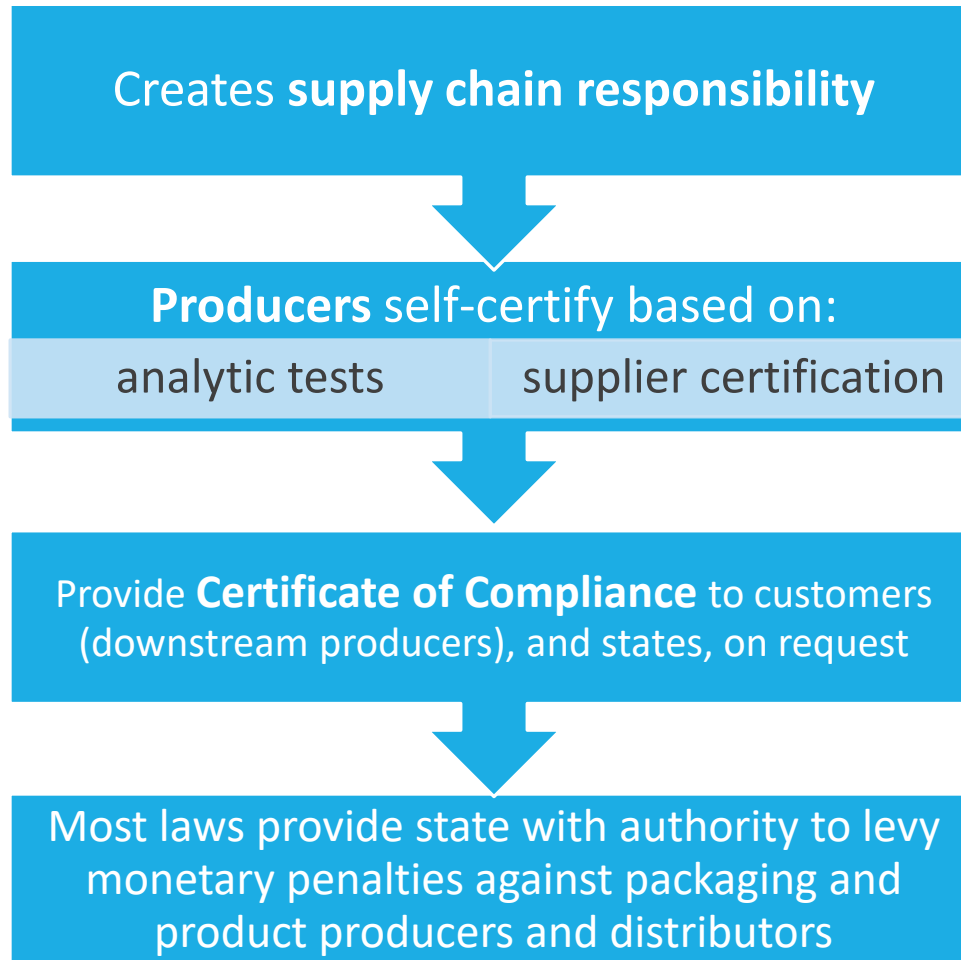 Creates supply chain responsibility
Producers self-certify based on:
analytic tests
supplier certification
Provide Certificate of Compliance to customers
(downstream producers), and states, on request
Most laws provide state with authority to levy
monetary penalties against packaging and
product producers and distributors